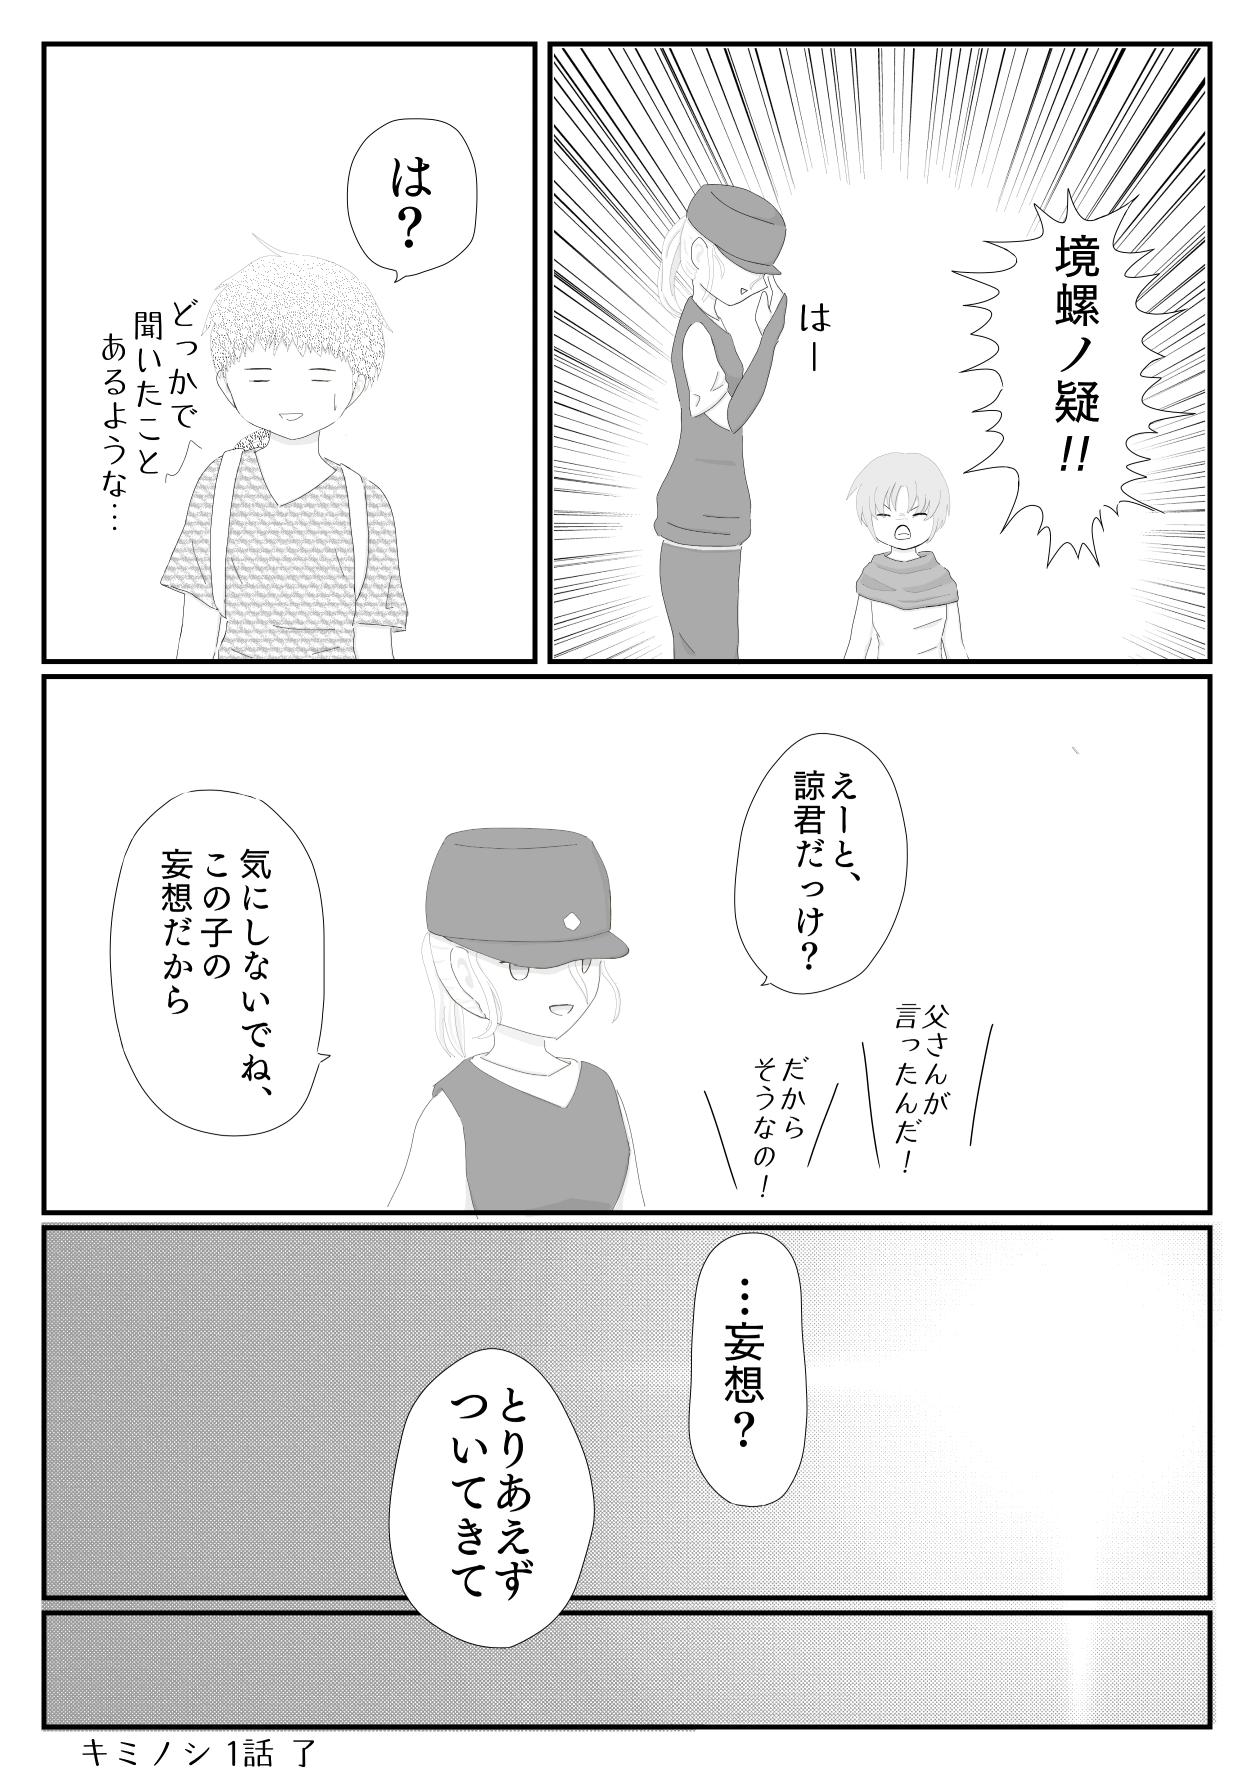 境螺ノ疑!!
はー
は?
どっかで
聞いたこと
あるような…
えーと、
諒君だっけ?
父さんが
言ったんだ!
だから
そうなの!
気にしないでね、
この子の
妄想だから
…妄想?
とりあえず
ついてきて
キミノシ 1話 了